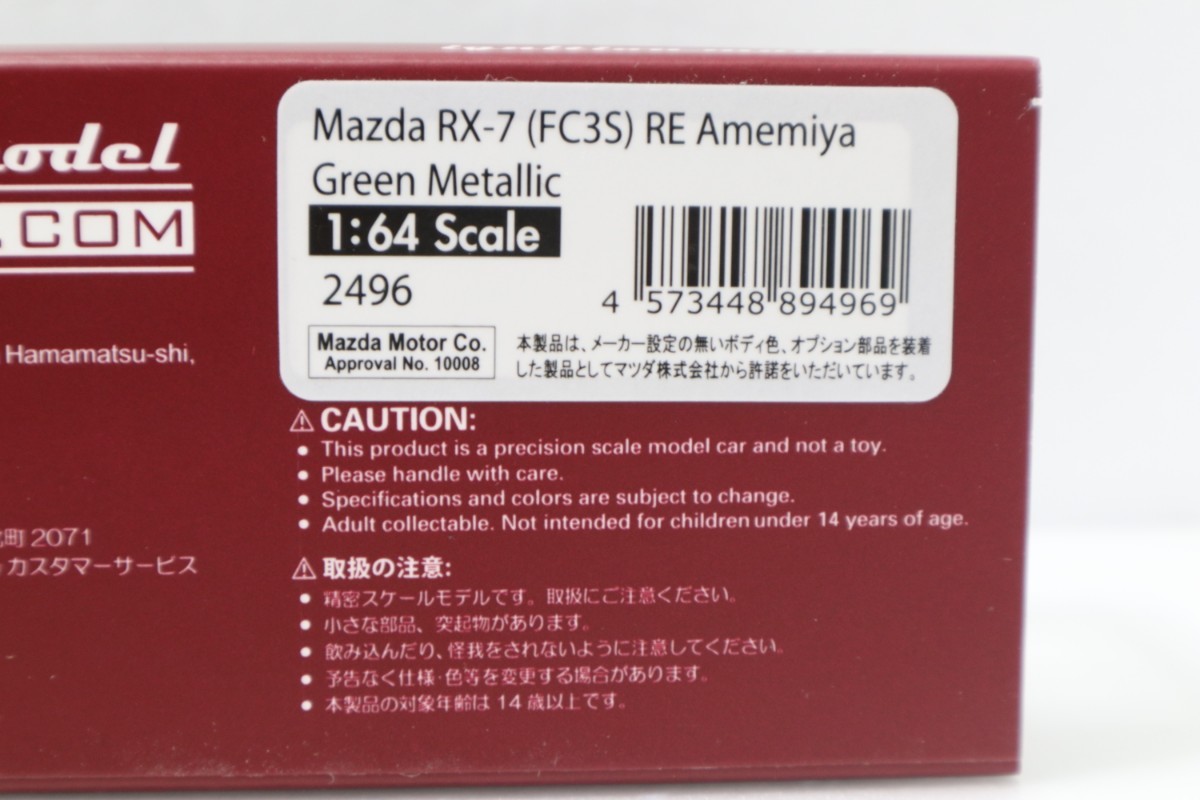 Mazda RX-7 (FC3S) RE Amemiya
Green Metallic
1:64 Scale
2496
4 573448 894969
Mazda Motor Co.
Approval No. 10008
本製品は、メーカー設定の無いボディ色、オプション部品を装着
した製品としてマツダ株式会社から許諾をいただいています。
odel
.COM
Hamamatsu-shi,
町2071
カスタマーサービス
⚠ CAUTION:
● This product is a precision scale model car and not a toy.
● Please handle with care.
● Specifications and colors are subject to change.
● Adult collectable. Not intended for children under 14 years of age.
⚠ 取扱の注意:
● 精密スケールモデルです。取扱にご注意ください。
● 小さな部品、突起物があります。
● 飲み込んだり、怪我をされないように注意してください。
● 予告なく仕様·色等を変更する場合があります。
● 本製品の対象年齢は14歳以上です。